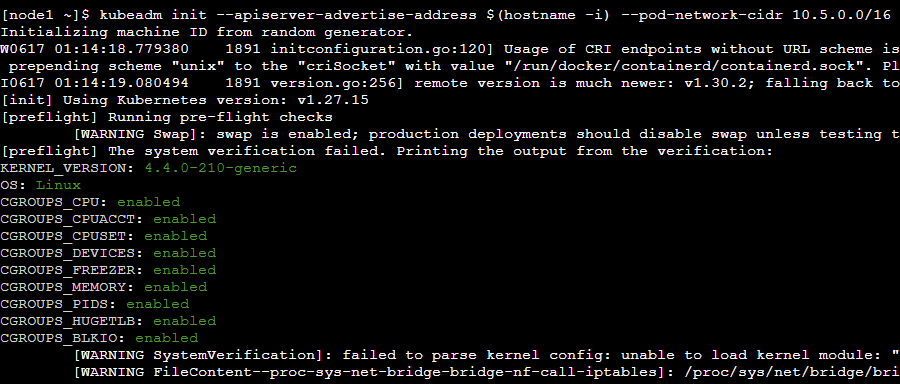 [node1 ~]$ kubeadm init --apiserver-advertise-address $(hostname -i) --pod-network-cidr 10.5.0.0/16
Initializing machine ID from random generator.
W0617 01:14:18.779380    1891 initconfiguration.go:120] Usage of CRI endpoints without URL scheme is
 prepending scheme "unix" to the "criSocket" with value "/run/docker/containerd/containerd.sock". Pl
I0617 01:14:19.080494    1891 version.go:256] remote version is much newer: v1.30.2; falling back to
[init] Using Kubernetes version: v1.27.15
[preflight] Running pre-flight checks
        [WARNING Swap]: swap is enabled; production deployments should disable swap unless testing t
[preflight] The system verification failed. Printing the output from the verification:
KERNEL_VERSION: 4.4.0-210-generic
OS: Linux
CGROUPS_CPU: enabled
CGROUPS_CPUACCT: enabled
CGROUPS_CPUSET: enabled
CGROUPS_DEVICES: enabled
CGROUPS_FREEZER: enabled
CGROUPS_MEMORY: enabled
CGROUPS_PIDS: enabled
CGROUPS_HUGETLB: enabled
CGROUPS_BLKIO: enabled
        [WARNING SystemVerification]: failed to parse kernel config: unable to load kernel module: "
        [WARNING FileContent--proc-sys-net-bridge-bridge-nf-call-iptables]: /proc/sys/net/bridge/bri